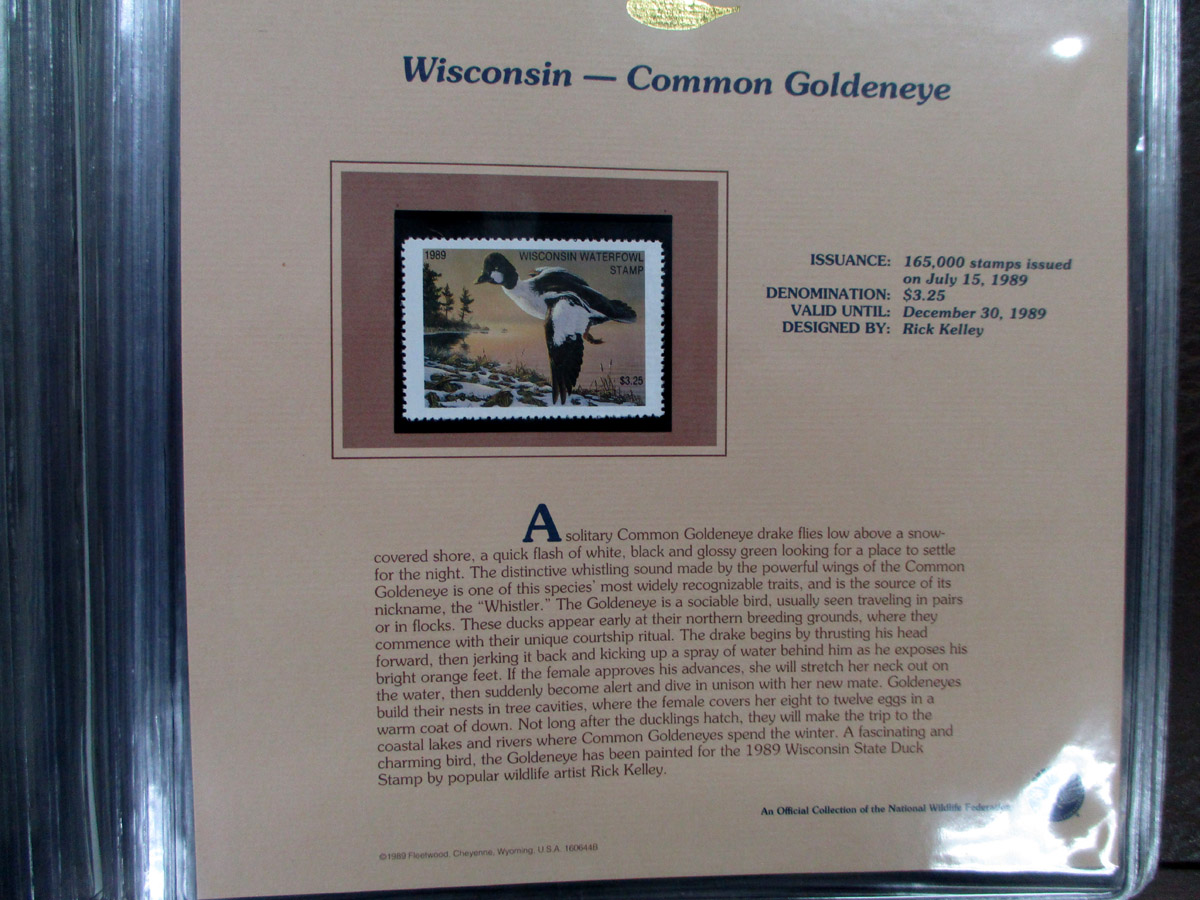 Wisconsin — Common Goldeneye
1989 WISCONSIN WATERFOWL
STAMP
$3.25
ISSUANCE: 165,000 stamps issued
on July 15, 1989
DENOMINATION: $3.25
VALID UNTIL: December 30, 1989
DESIGNED BY: Rick Kelley
A solitary Common Goldeneye drake flies low above a snow-
covered shore, a quick flash of white, black and glossy green looking for a place to settle
for the night. The distinctive whistling sound made by the powerful wings of the Common
Goldeneye is one of this species' most widely recognizable traits, and is the source of its
nickname, the “Whistler.” The Goldeneye is a sociable bird, usually seen traveling in pairs
or in flocks. These ducks appear early at their northern breeding grounds, where they
commence with their unique courtship ritual. The drake begins by thrusting his head
forward, then jerking it back and kicking up a spray of water behind him as he exposes his
bright orange feet. If the female approves his advances, she will stretch her neck out on
the water, then suddenly become alert and dive in unison with her new mate. Goldeneyes
build their nests in tree cavities, where the female covers her eight to twelve eggs in a
warm coat of down. Not long after the ducklings hatch, they will make the trip to the
coastal lakes and rivers where Common Goldeneyes spend the winter. A fascinating and
charming bird, the Goldeneye has been painted for the 1989 Wisconsin State Duck
Stamp by popular wildlife artist Rick Kelley.
An Official Collection of the National Wildlife Federation
©1989 Fleetwood, Cheyenne, Wyoming, U.S.A. 160644B